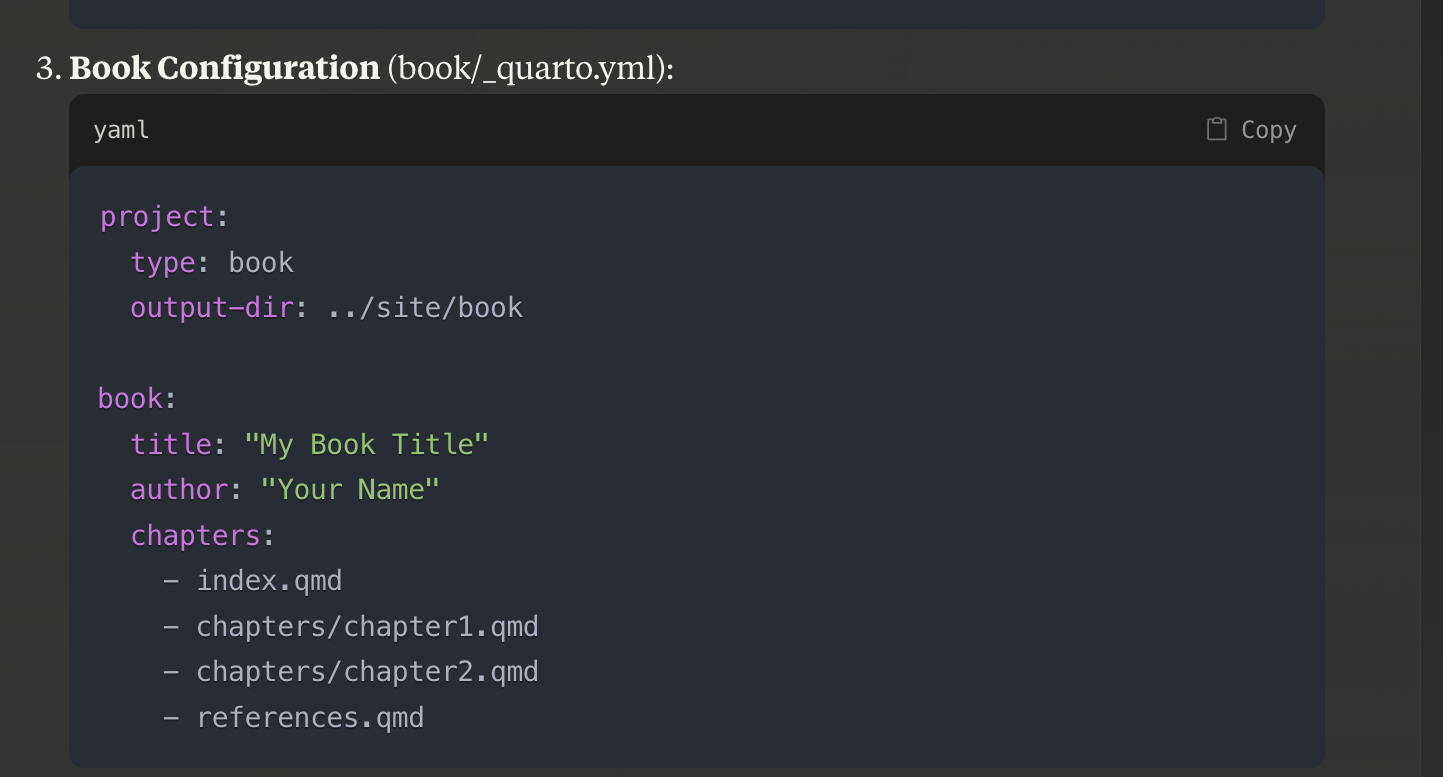 3. Book Configuration (book/_quarto.yml):
yaml Copy
project:
  type: book
  output-dir: ../site/book

book:
  title: "My Book Title"
  author: "Your Name"
  chapters:
    - index.qmd
    - chapters/chapter1.qmd
    - chapters/chapter2.qmd
    - references.qmd